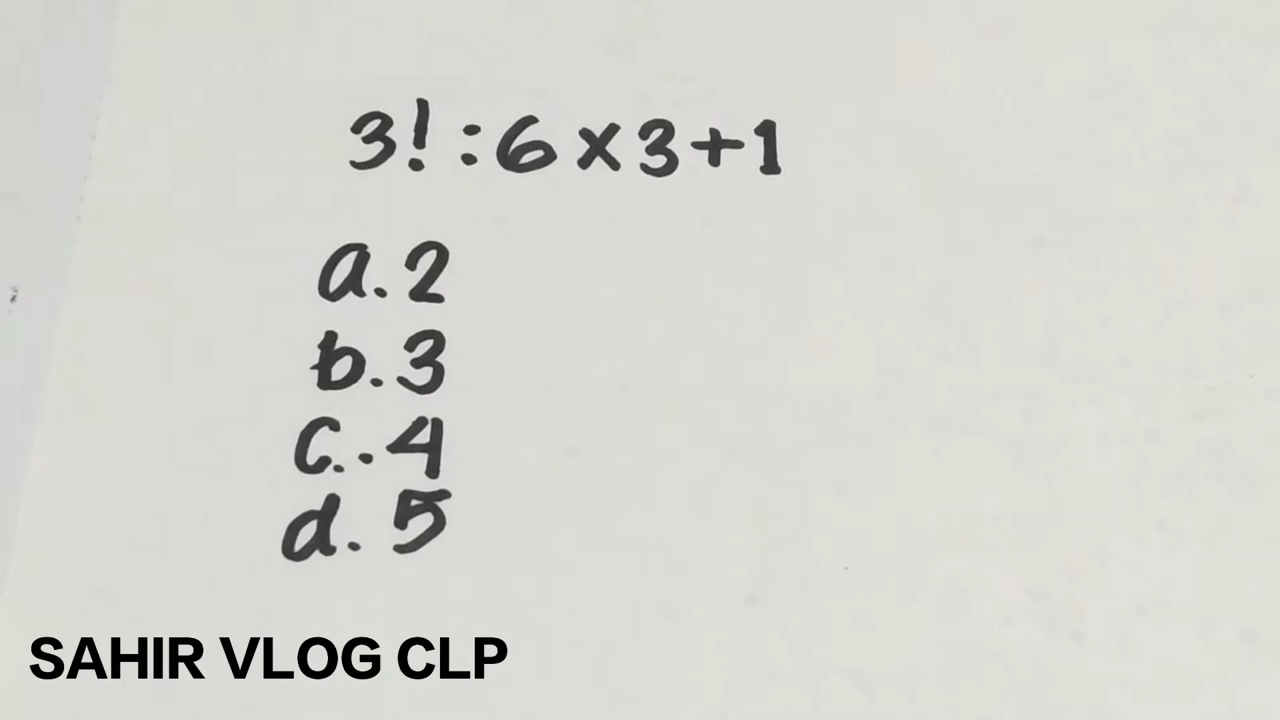 3! : 6 x 3 + 1
a. 2
b. 3
c. . 4
d. 5
SAHIR VLOG CLP